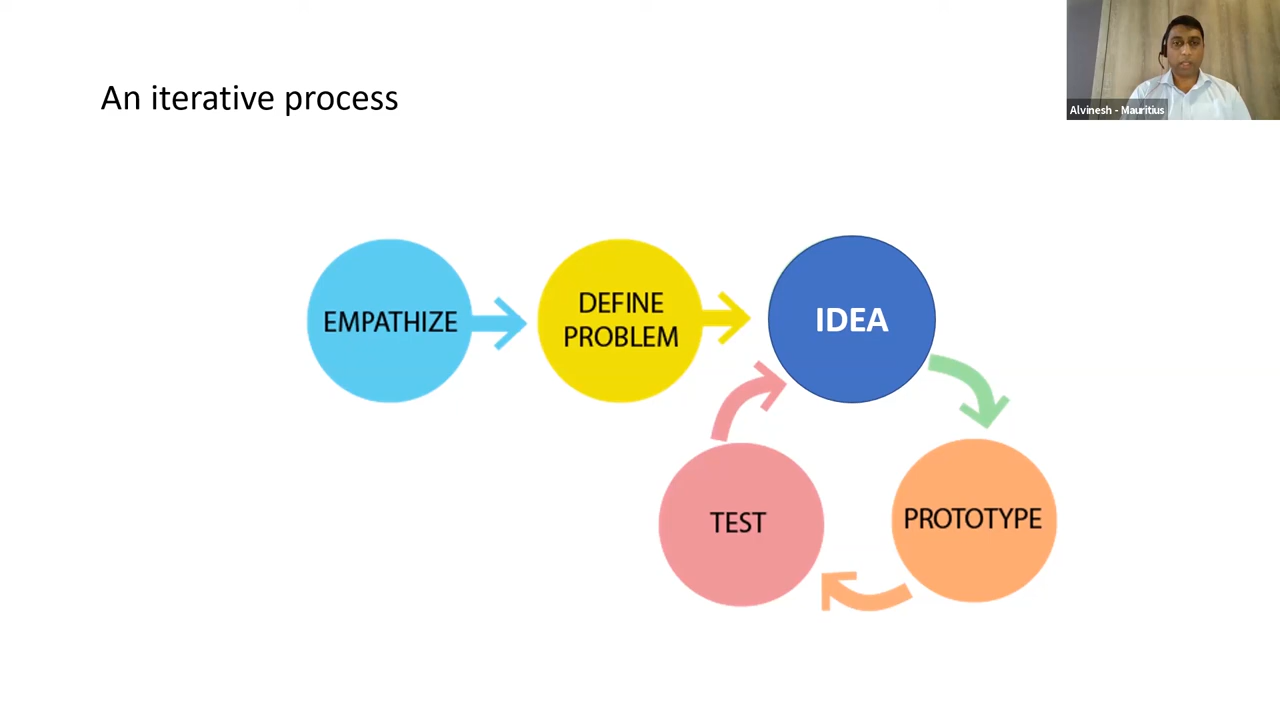 An iterative process
Alvinesh - Mauritius
EMPATHIZE
DEFINE
PROBLEM
IDEA
TEST
PROTOTYPE